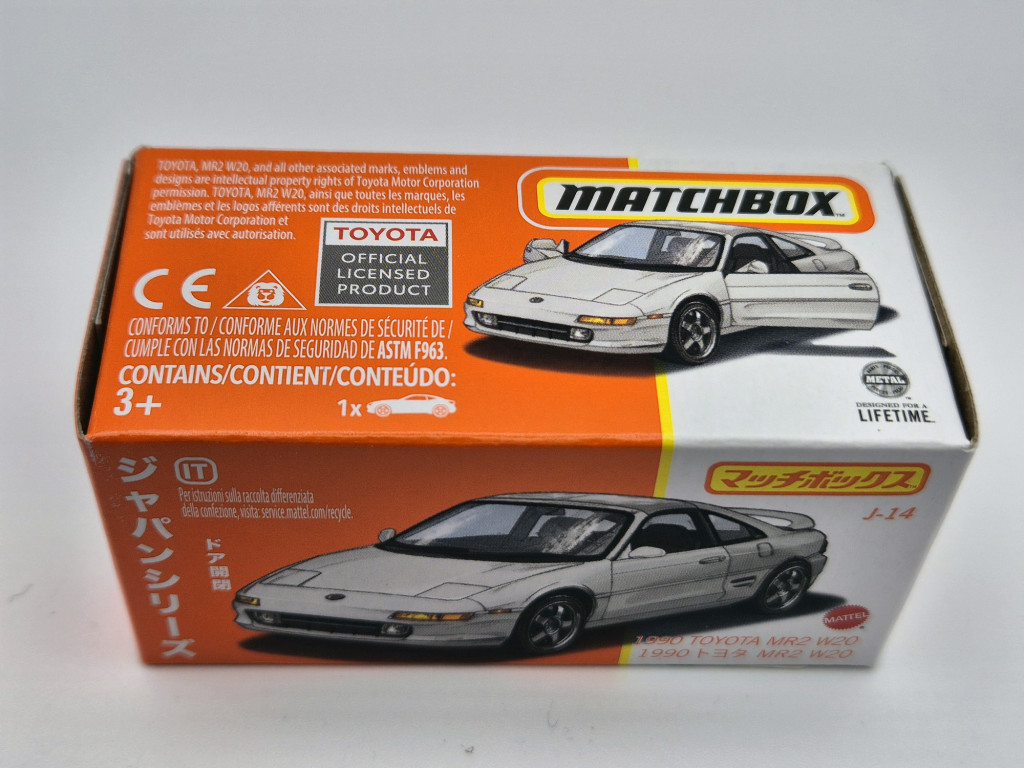 TOYOTA, MR2 W20, and all other associated marks, emblems and
designs are intellectual property rights of Toyota Motor Corporation
permission. TOYOTA, MR2 W20, ainsi que toutes les marques, les
emblèmes et les logos afférents sont des droits intellectuels de
Toyota Motor Corporation et
sont utilisés avec autorisation.
TOYOTA
OFFICIAL
LICENSED
PRODUCT
CE
CONFORMS TO / CONFORME AUX NORMES DE SÉCURITÉ DE /
CUMPLE CON LAS NORMAS DE SEGURIDAD DE ASTM F963.
CONTAINS/CONTIENT/CONTEÚDO:
3+
1x
MATCHBOX™
METAL
DESIGNED FOR A
LIFETIME™
ジャパンシリーズ
IT
Per istruzioni sulla raccolta differenziata
della confezione, visita: service.mattel.com/recycle.
ドア開閉
マッチボックス
J-14
MATTEL
1990 TOYOTA MR2 W20
1990 トヨタ MR2 W20